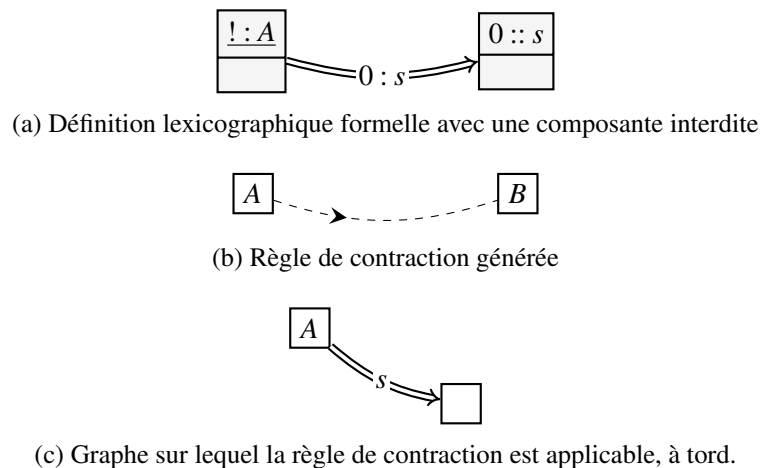 ! : A 0 :: s
0 : s
(a) Définition lexicographique formelle avec une composante interdite
A B
(b) Règle de contraction générée
A
s
(c) Graphe sur lequel la règle de contraction est applicable, à tord.